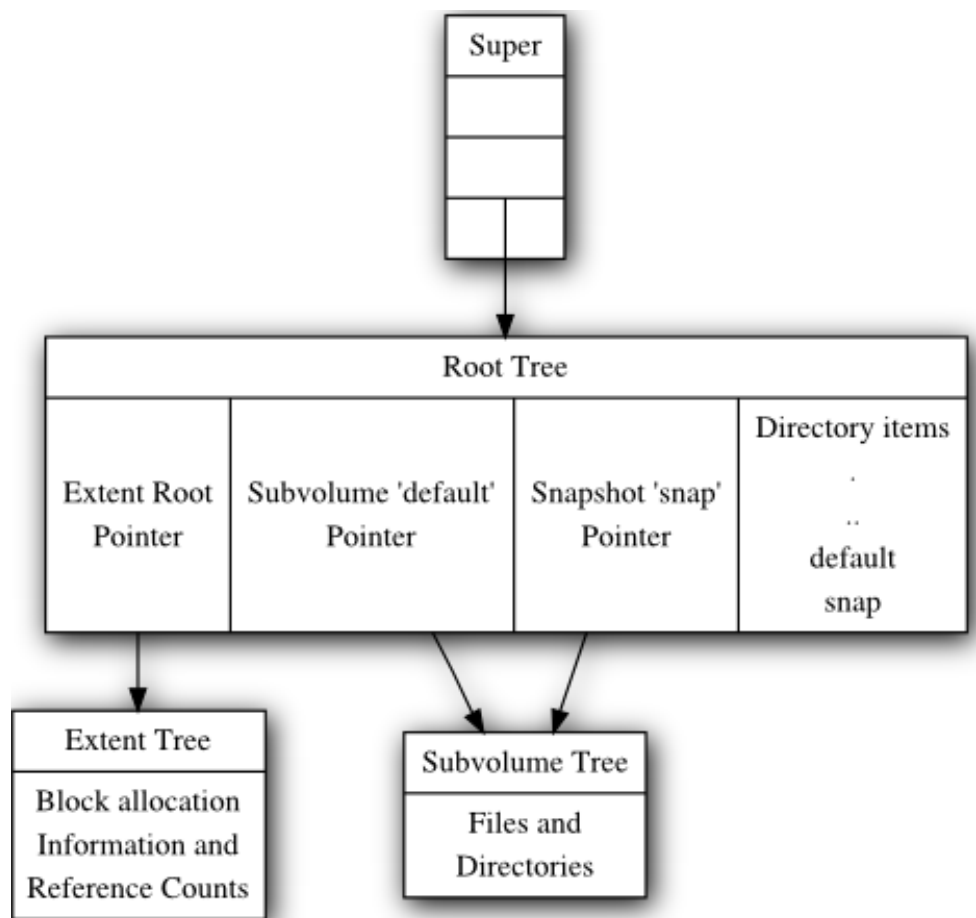 Super
Root Tree
Extent Root
Pointer
Subvolume 'default'
Pointer
Snapshot 'snap'
Pointer
Directory items
.
..
default
snap
Extent Tree
Block allocation
Information and
Reference Counts
Subvolume Tree
Files and
Directories